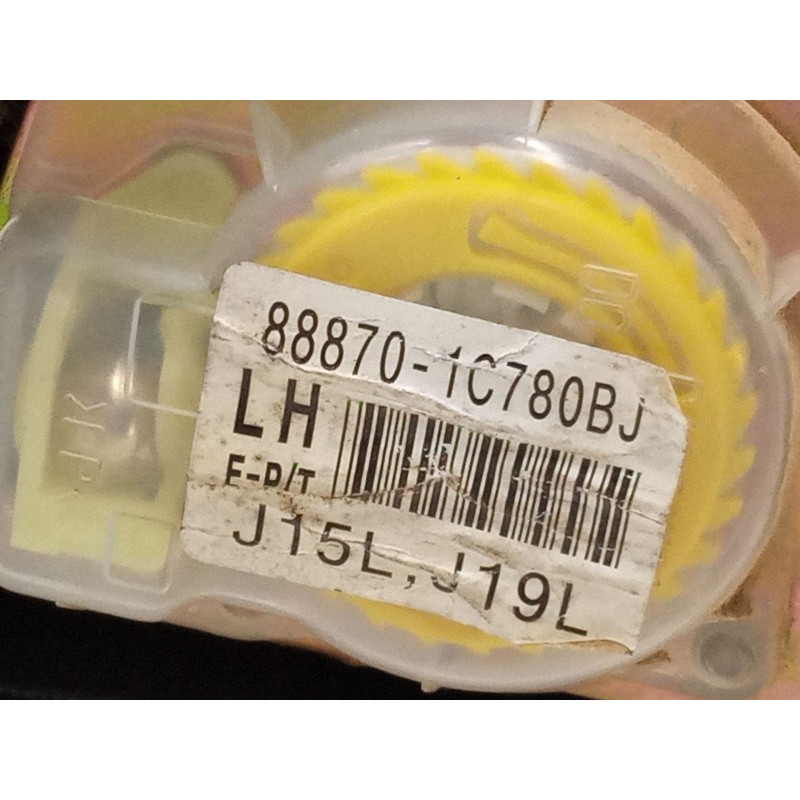 88870-1C780BJ
LH
E-P/T
J15L, J19L